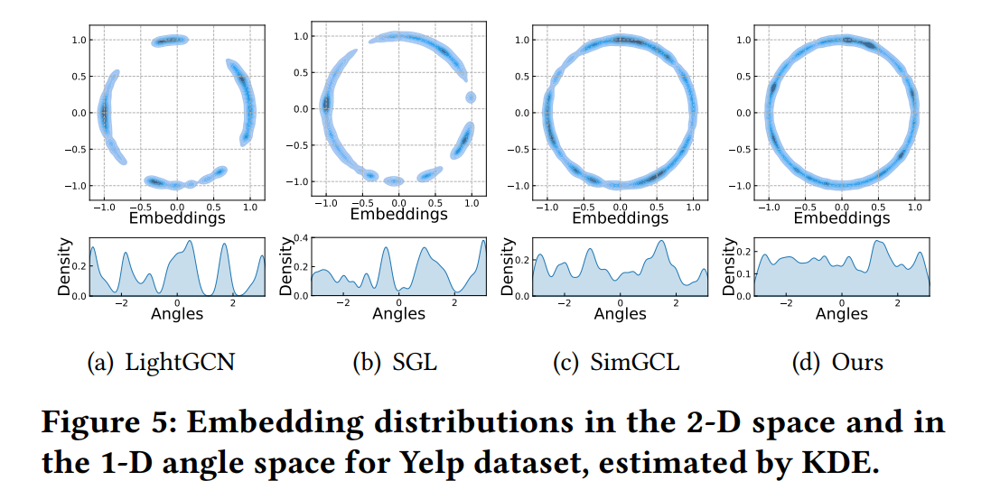 1.0 0.5 0.0 −0.5 −1.0
−1.0 −0.5 0.0 0.5 1.0
Embeddings
1.0 0.5 0.0 −0.5 −1.0
−1.0 −0.5 0.0 0.5 1.0
Embeddings
1.0 0.5 0.0 −0.5 −1.0
−1.0 −0.5 0.0 0.5 1.0
Embeddings
1.0 0.5 0.0 −0.5 −1.0
−1.0 −0.5 0.0 0.5 1.0
Embeddings
Density
0.2 0.0
−2 0 2
Angles
Density
0.4 0.2 0.0
−2 0 2
Angles
Density
0.2 0.0
−2 0 2
Angles
Density
0.2 0.1 0.0
−2 0 2
Angles
(a) LightGCN
(b) SGL
(c) SimGCL
(d) Ours
Figure 5: Embedding distributions in the 2-D space and in
the 1-D angle space for Yelp dataset, estimated by KDE.